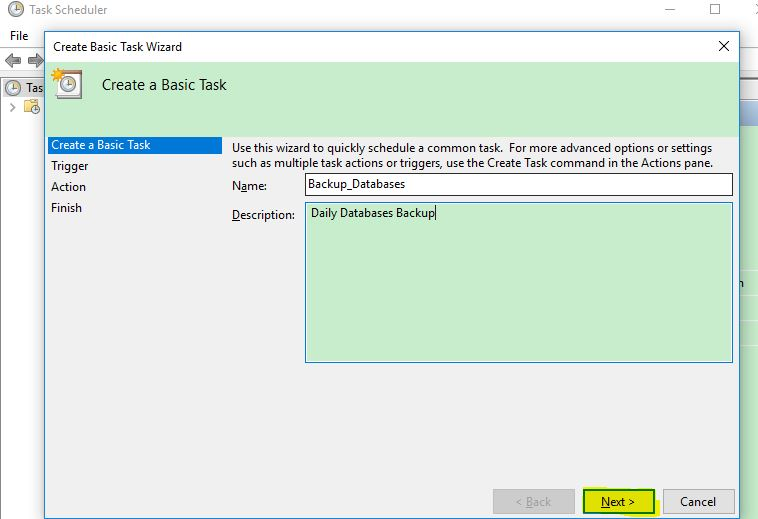 Task Scheduler
File
Create Basic Task Wizard
Create a Basic Task
Create a Basic Task
Trigger
Action
Finish
Use this wizard to quickly schedule a common task. For more advanced options or settings
such as multiple task actions or triggers, use the Create Task command in the Actions pane.
Name:
Backup_Databases
Description:
Daily Databases Backup
< Back
Next >
Cancel